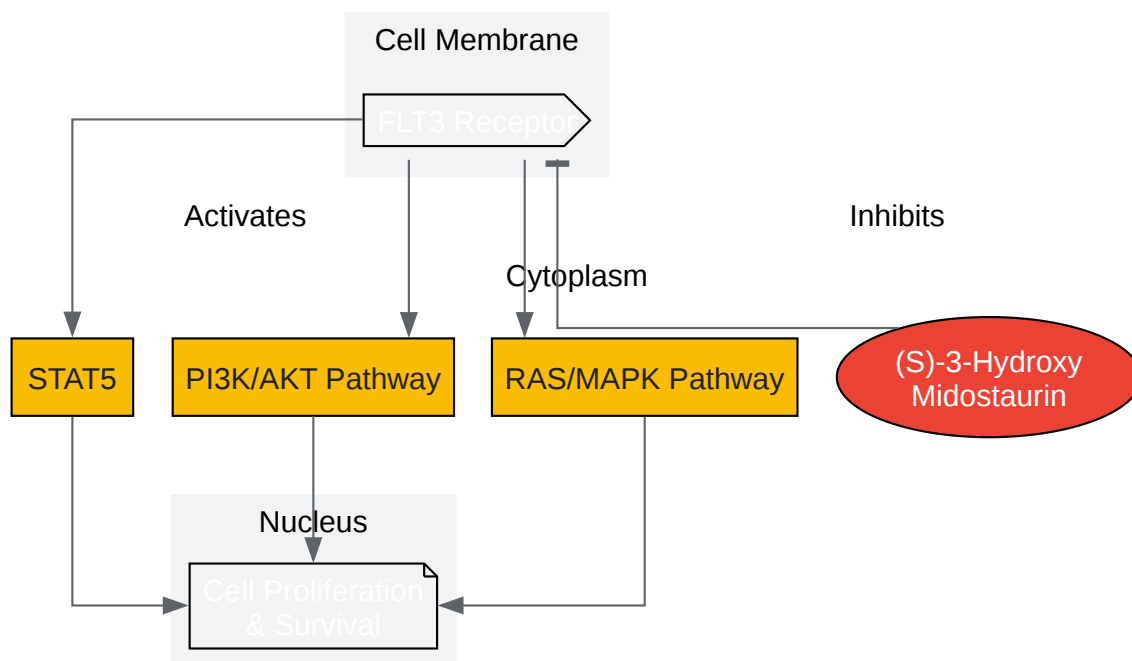 Cell Membrane
FLT3 Receptor
Activates
Inhibits
Cytoplasm
STAT5
PI3K/AKT Pathway
RAS/MAPK Pathway
(S)-3-Hydroxy
Midostaurin
Nucleus
Cell Proliferation
& Survival